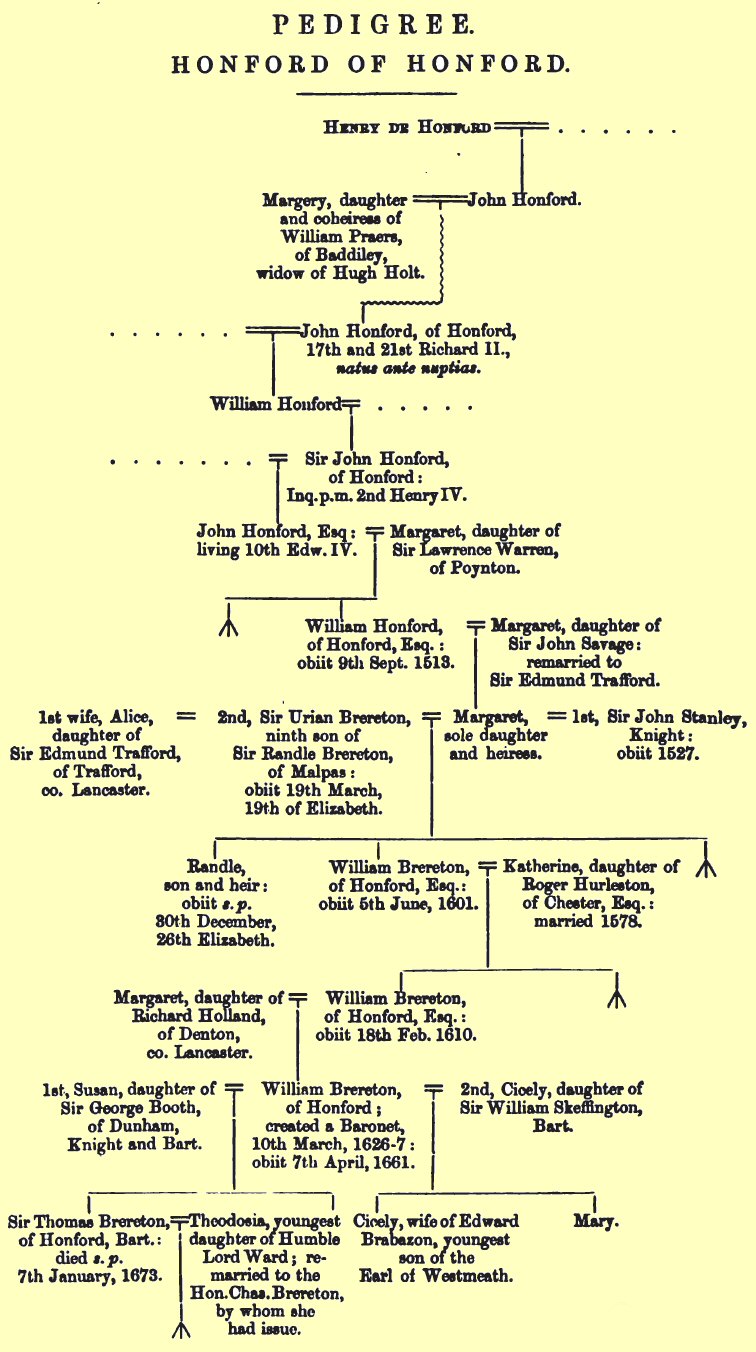 PEDIGREE.
HONFORD OF HONFORD.
HENRY DE HONFORD . . . . . .
Margery, daughter
and coheiress of
William Praers,
of Baddiley,
widow of Hugh Holt.
John Honford.
. . . . . .
John Honford, of Honford,
17th and 21st Richard II.,
natus ante nuptias.
William Honford . . . . .
. . . . . . .
Sir John Honford,
of Honford:
Inq. p.m. 2nd Henry IV.
John Honford, Esq:
living 10th Edw. IV.
Margaret, daughter of
Sir Lawrence Warren,
of Poynton.
William Honford,
of Honford, Esq.:
obiit 9th Sept. 1513.
Margaret, daughter of
Sir John Savage:
remarried to
Sir Edmund Trafford.
1st wife, Alice,
daughter of
Sir Edmund Trafford,
of Trafford,
co. Lancaster.
2nd, Sir Urian Brereton,
ninth son of
Sir Randle Brereton,
of Malpas:
obiit 19th March,
19th of Elizabeth.
Margaret,
sole daughter
and heiress.
1st, Sir John Stanley,
Knight:
obiit 1527.
Randle,
son and heir:
obiit s.p.
30th December,
26th Elizabeth.
William Brereton,
of Honford, Esq.:
obiit 5th June, 1601.
Katherine, daughter of
Roger Hurleston,
of Chester, Esq.:
married 1578.
Margaret, daughter of
Richard Holland,
of Denton,
co. Lancaster.
William Brereton,
of Honford, Esq.:
obiit 18th Feb. 1610.
1st, Susan, daughter of
Sir George Booth,
of Dunham,
Knight and Bart.
William Brereton,
of Honford;
created a Baronet,
10th March, 1626-7:
obiit 7th April, 1661.
2nd, Cicely, daughter of
Sir William Skeffington,
Bart.
Sir Thomas Brereton,
of Honford, Bart.:
died s.p.
7th January, 1673.
Theodosia, youngest
daughter of Humble
Lord Ward; re-
married to the
Hon. Chas. Brereton,
by whom she
had issue.
Cicely, wife of Edward
Brabazon, youngest
son of the
Earl of Westmeath.
Mary.